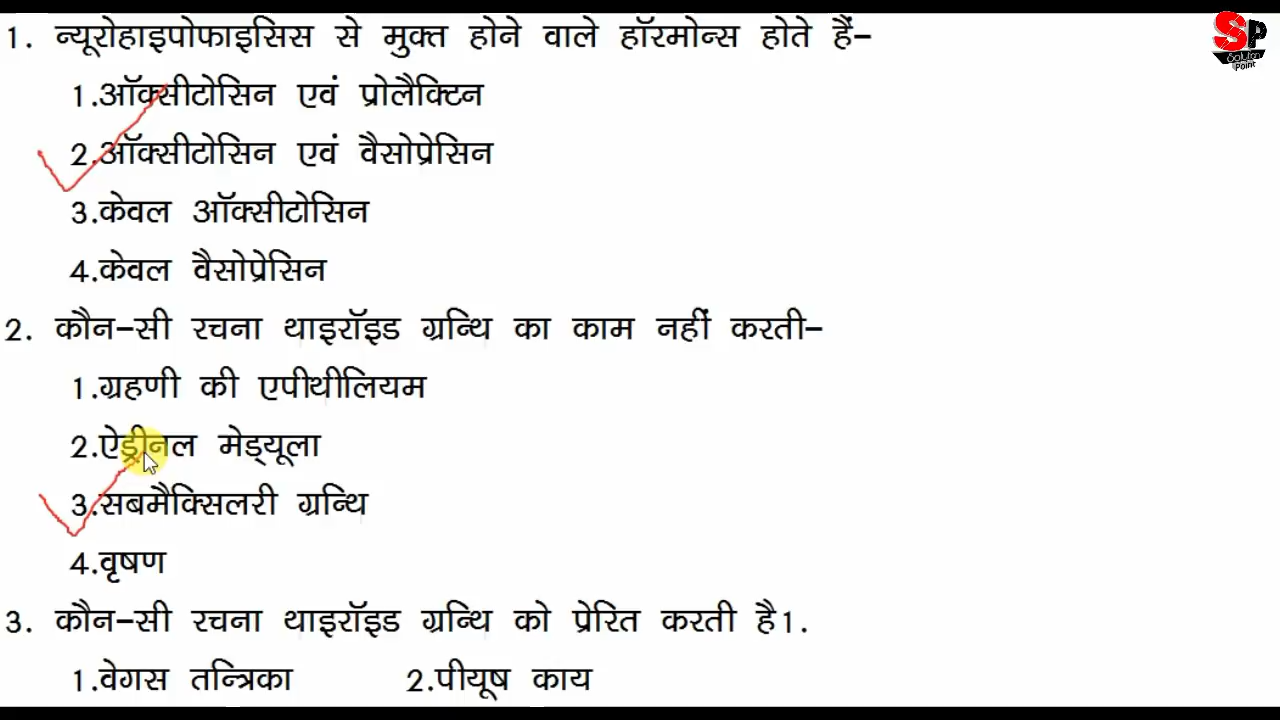 1. न्यूरोहाइपोफाइसिस से मुक्त होने वाले हॉरमोन्स होते हैं-
1.ऑक्सीटोसिन एवं प्रोलैक्टिन
2.ऑक्सीटोसिन एवं वैसोप्रेसिन
3.केवल ऑक्सीटोसिन
4.केवल वैसोप्रेसिन
2. कौन-सी रचना थाइरॉइड ग्रन्थि का काम नहीं करती-
1.ग्रहणी की एपीथीलियम
2.ऐड्रीनल मेड्यूला
3.सबमैक्सिलरी ग्रन्थि
4.वृषण
3. कौन-सी रचना थाइरॉइड ग्रन्थि को प्रेरित करती है1.
1.वेगस तन्त्रिका 2.पीयूष काय
SP
Solution
Point